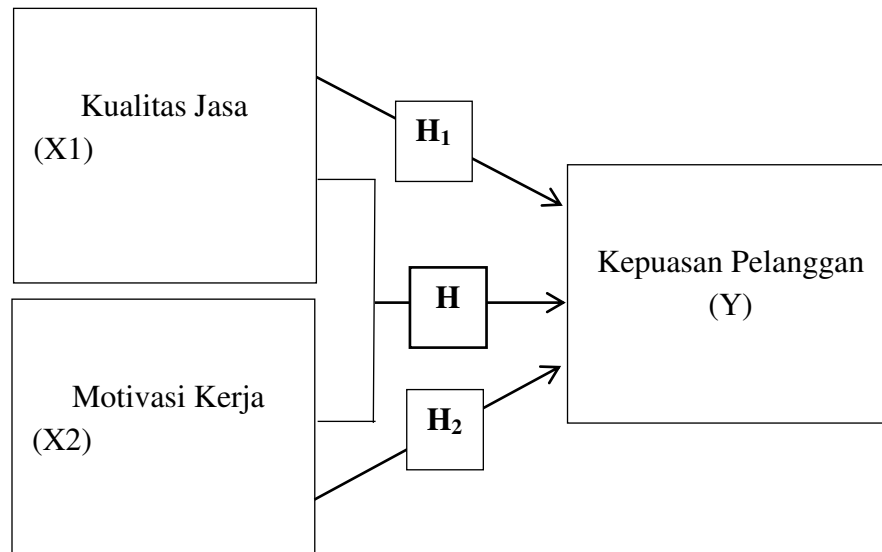 Kualitas Jasa
(X1)
H₁
Kepuasan Pelanggan
(Y)
H
Motivasi Kerja
(X2)
H₂